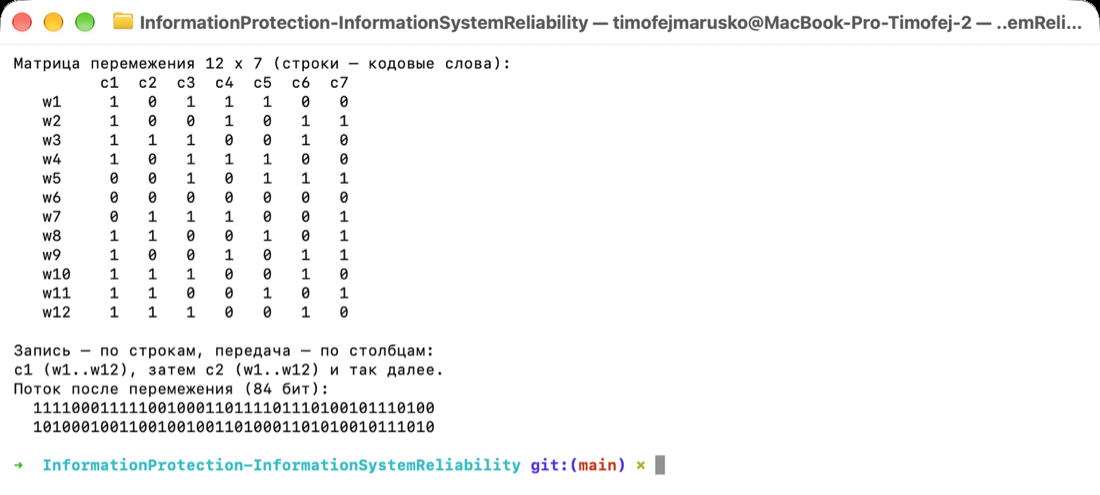 InformationProtection-InformationSystemReliability — timofejmarusko@MacBook-Pro-Timofej-2 — ..emReli...
Матрица перемежения 12 x 7 (строки — кодовые слова):
c1 c2 c3 c4 c5 c6 c7
w1 1 0 1 1 1 0 0
w2 1 0 0 1 0 1 1
w3 1 1 1 0 0 1 0
w4 1 0 1 1 1 0 0
w5 0 0 1 0 1 1 1
w6 0 0 0 0 0 0 0
w7 0 1 1 1 0 0 1
w8 1 1 0 0 1 0 1
w9 1 0 0 1 0 1 1
w10 1 1 1 0 0 1 0
w11 1 1 0 0 1 0 1
w12 1 1 1 0 0 1 0
Запись — по строкам, передача — по столбцам:
c1 (w1..w12), затем c2 (w1..w12) и так далее.
Поток после перемежения (84 бит):
111100011111001000110111101110100101110100
101000100110010010011010001101010010111010
➜ InformationProtection-InformationSystemReliability git:(main) ×